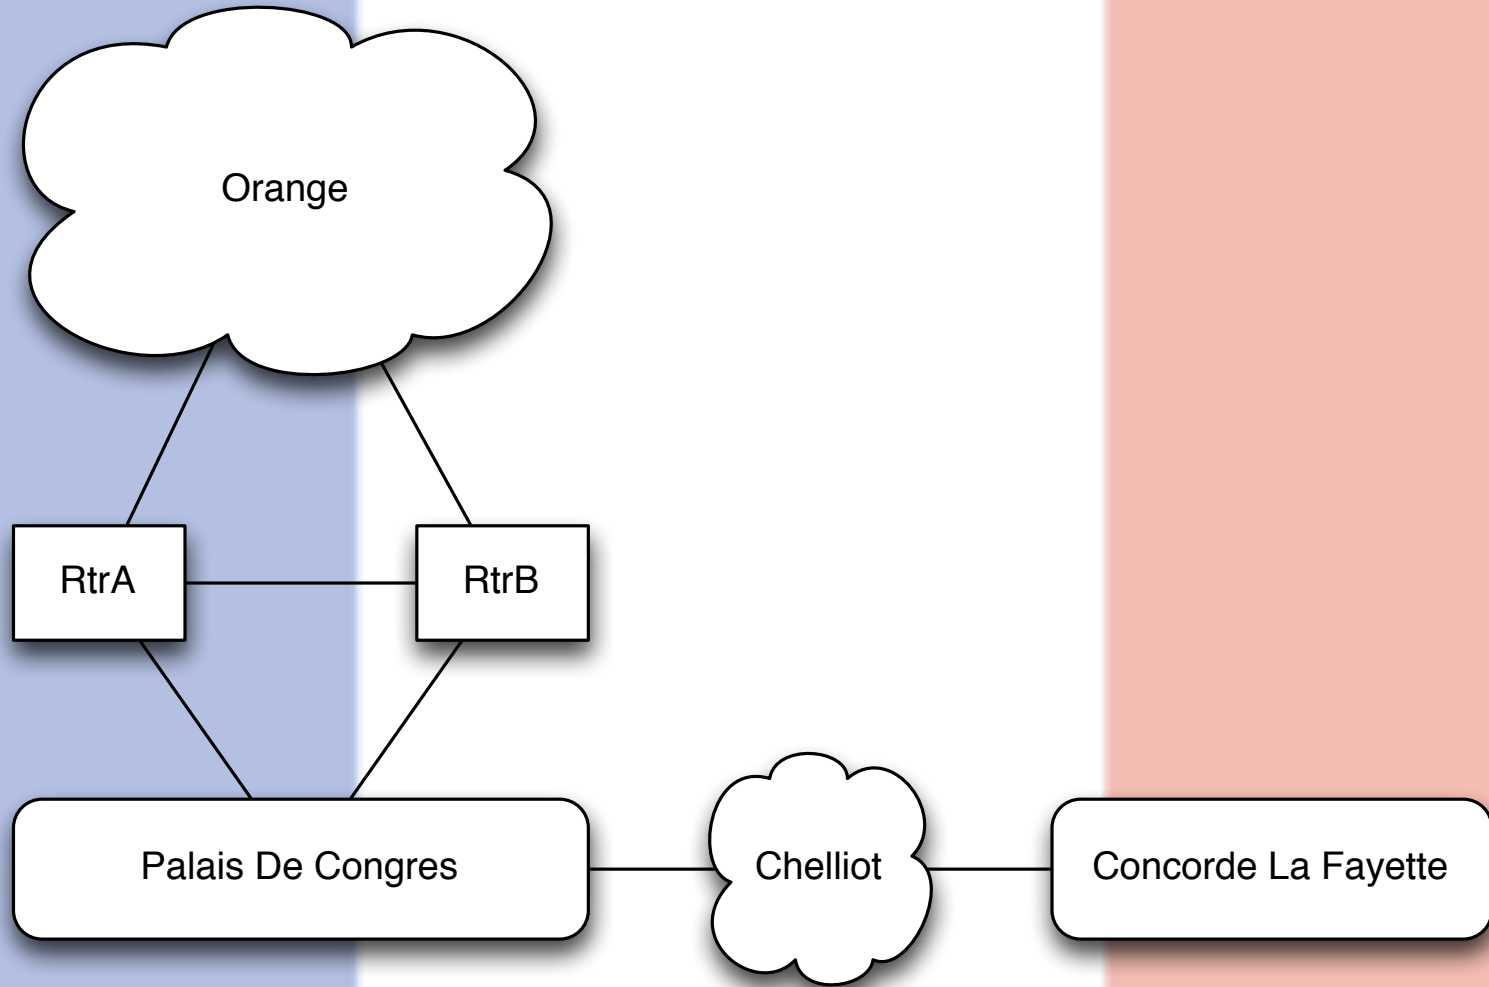 Orange
RtrA
RtrB
Palais De Congres
Chelliot
Concorde La Fayette